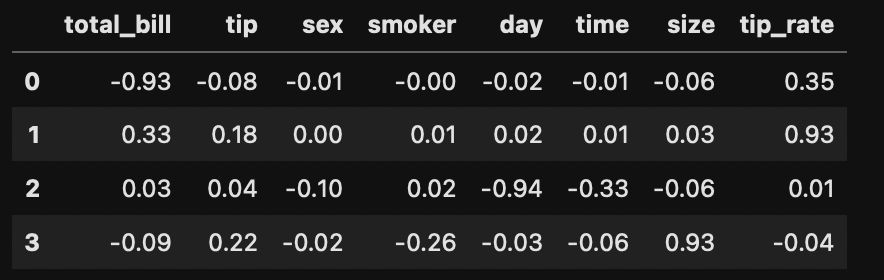 total_bill tip sex smoker day time size tip_rate
0 -0.93 -0.08 -0.01 -0.00 -0.02 -0.01 -0.06 0.35
1 0.33 0.18 0.00 0.01 0.02 0.01 0.03 0.93
2 0.03 0.04 -0.10 0.02 -0.94 -0.33 -0.06 0.01
3 -0.09 0.22 -0.02 -0.26 -0.03 -0.06 0.93 -0.04